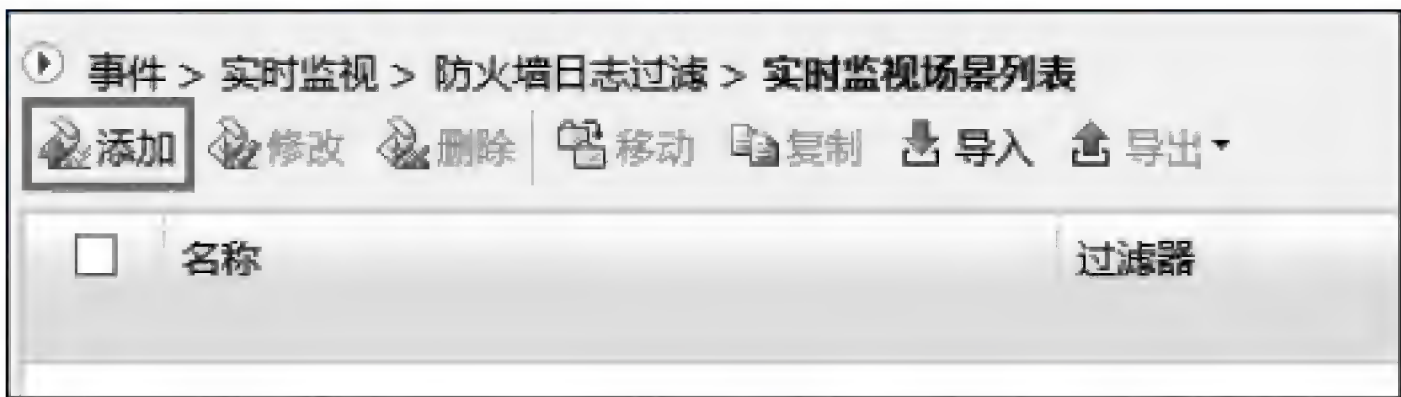 事件 > 实时监视 > 防火墙日志过滤 > 实时监视场景列表
添加 修改 删除 移动 复制 导入 导出
名称 过滤器